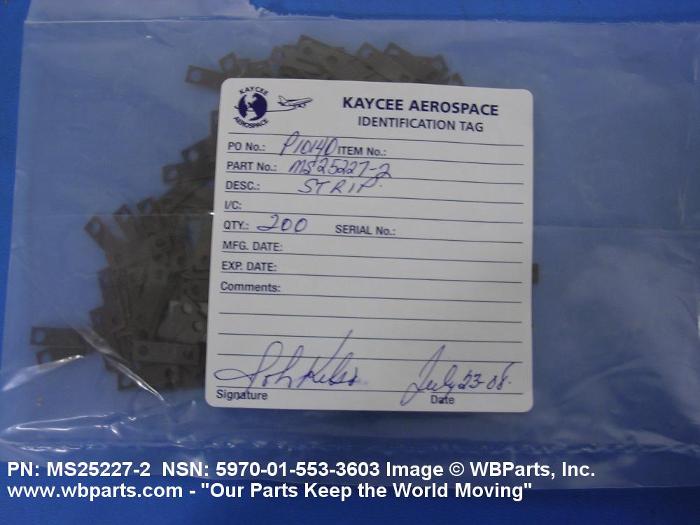 KAYCEE
AEROSPACE
KAYCEE AEROSPACE
IDENTIFICATION TAG
PO No.: P1014D ITEM No.:
PART No.: MS25227-2
DESC.: STRIP.
I/C:
QTY.: 200 SERIAL No.:
MFG. DATE:
EXP. DATE:
Comments:
July 23-08.
Signature Date
PN: MS25227-2 NSN: 5970-01-553-3603 Image © WBParts, Inc.
www.wbparts.com - "Our Parts Keep the World Moving"